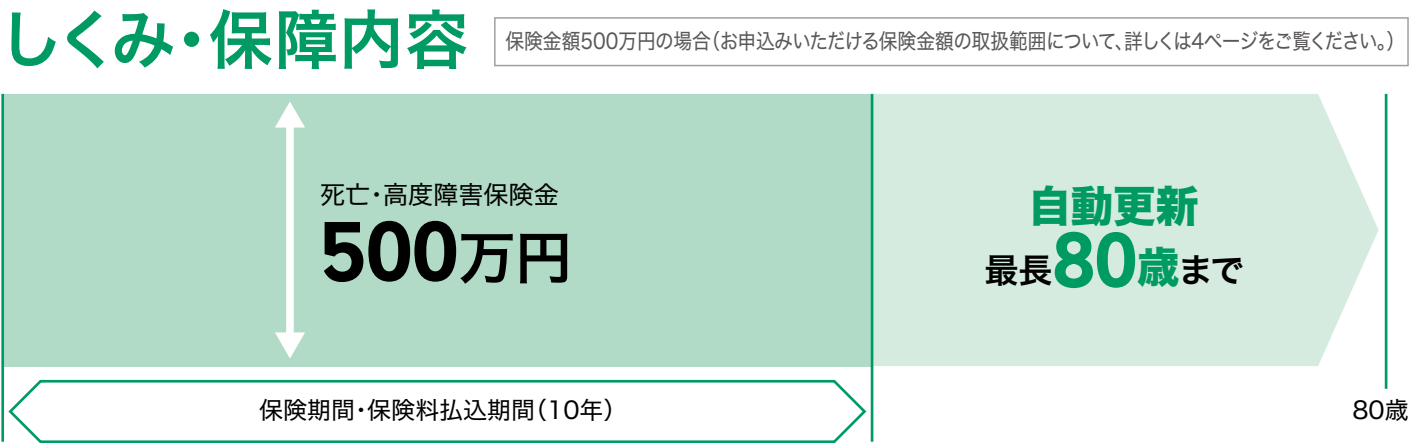 しくみ・保障内容
保険金額500万円の場合(お申込みいただける保険金額の取扱範囲について、詳しくは4ページをご覧ください。)
死亡・高度障害保険金
500万円
自動更新
最長80歳まで
保険期間・保険料払込期間(10年)
80歳